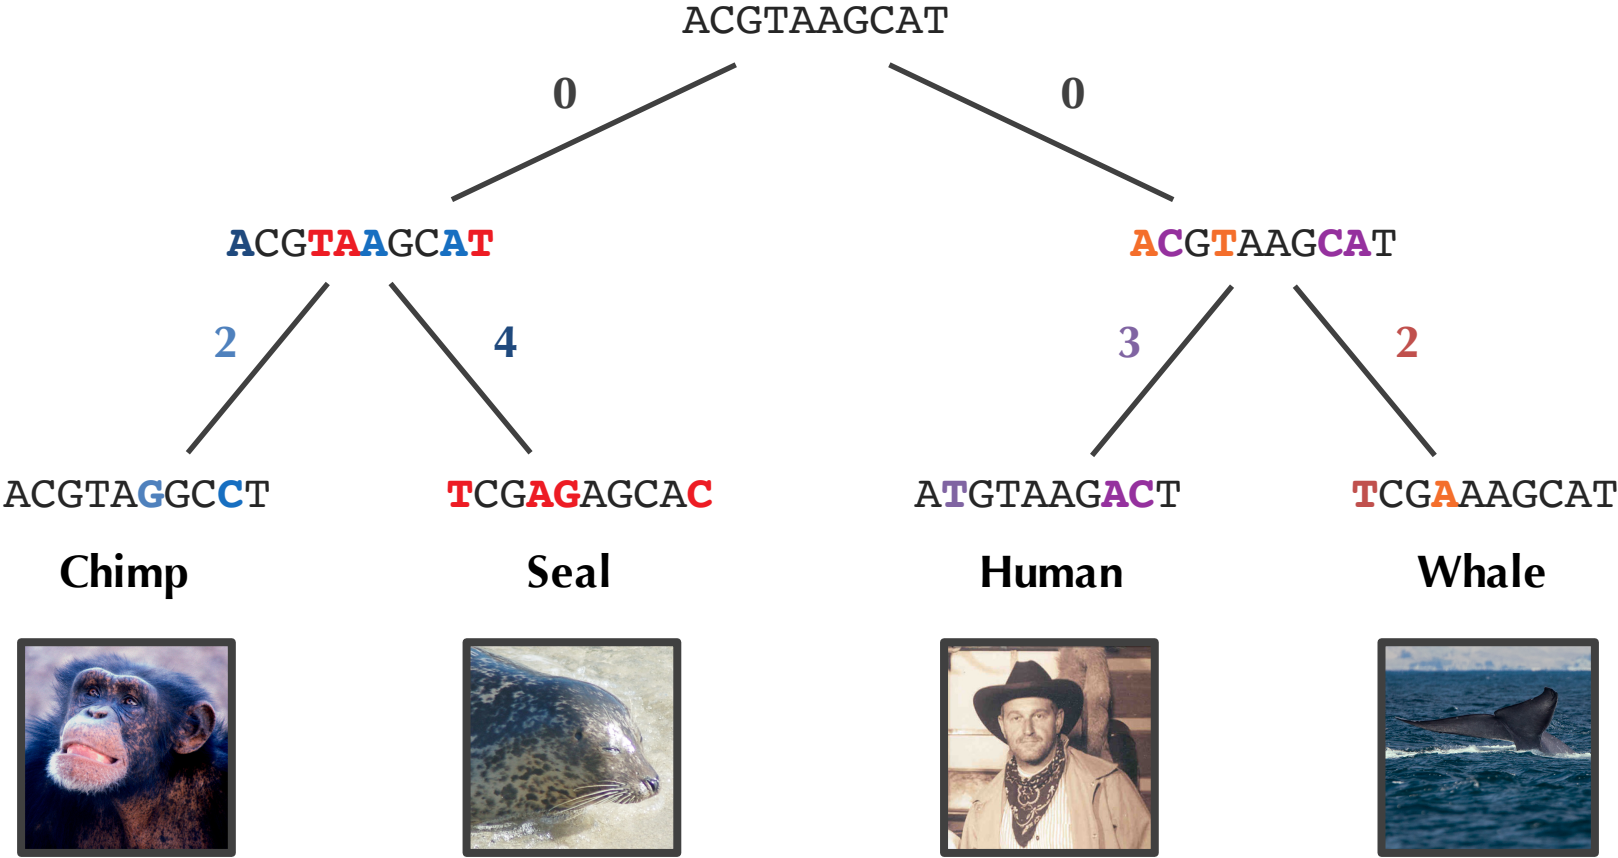 ACGTAAGCAT
0 0
ACGTAAGCAT ACGTAAGCAT
2 4 3 2
ACGTAGGCCT TCGAGAGCAC ATGTAAGACT TCGAAAGCAT
Chimp Seal Human Whale